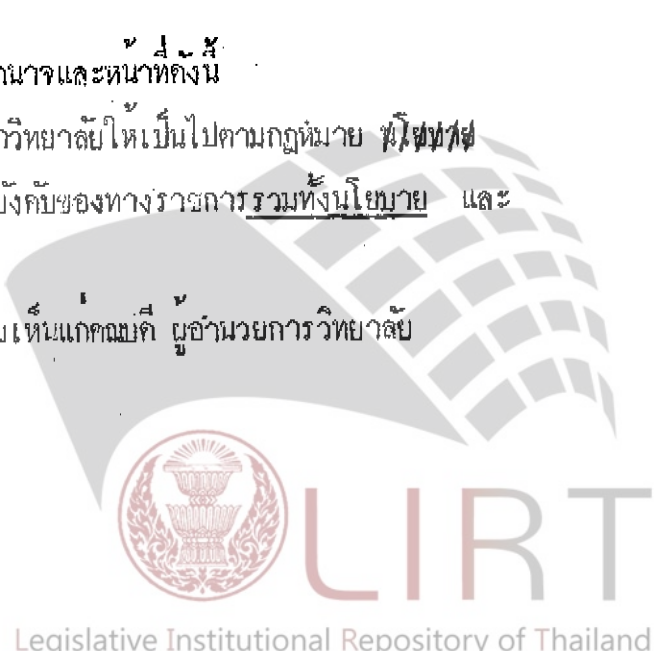 านาจและหน้าที่ดังนี้
าวิทยาลัยให้เป็นไปตามกฎหมาย นโยบาย
บังคับของทางราชการรวมทั้งนโยบาย และ
บเห็นแก่คณบดี ผู้อำนวยการวิทยาลัย
LIRT
Legislative Institutional Repository of Thailand